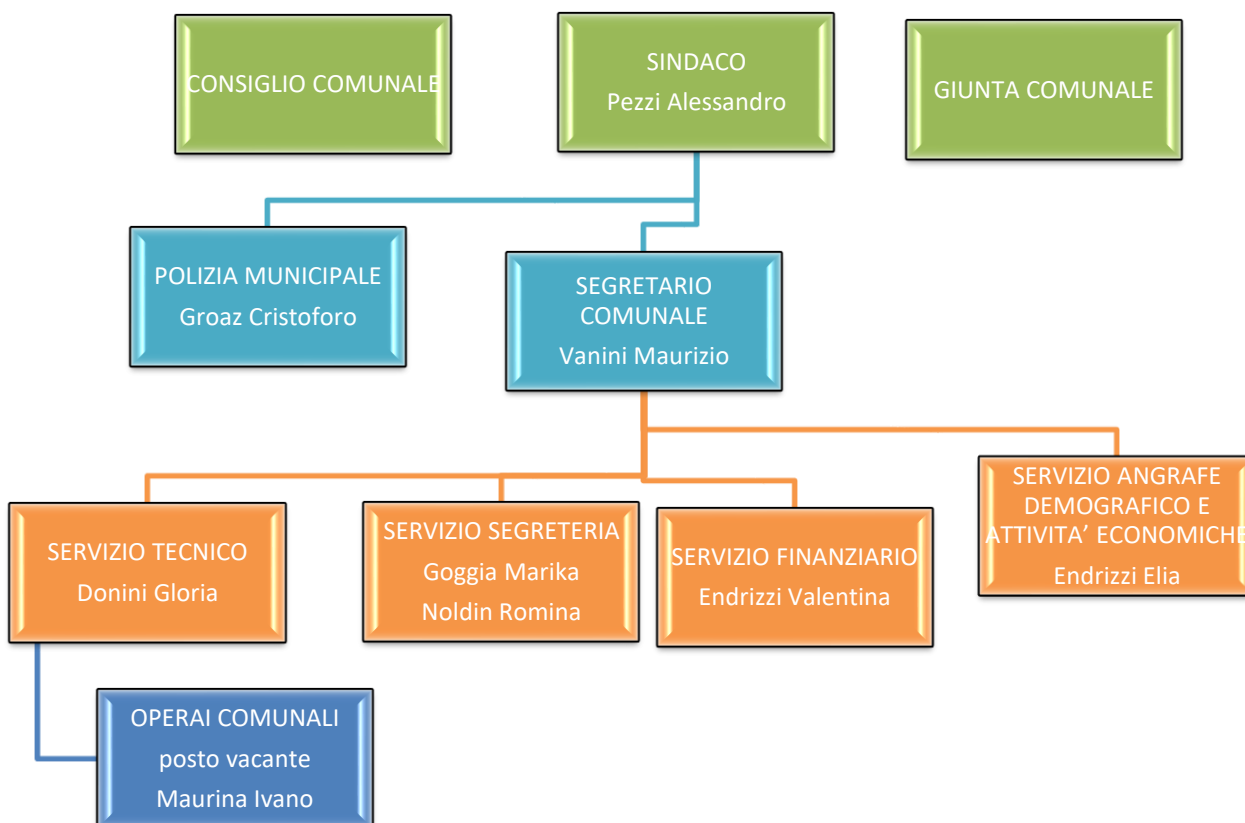 CONSIGLIO COMUNALE
SINDACO
Pezzi Alessandro
GIUNTA COMUNALE
POLIZIA MUNICIPALE
Groaz Cristoforo
SEGRETARIO
COMUNALE
Vanini Maurizio
SERVIZIO TECNICO
Donini Gloria
SERVIZIO SEGRETERIA
Goggia Marika
Noldin Romina
SERVIZIO FINANZIARIO
Endrizzi Valentina
SERVIZIO ANGRAFE
DEMOGRAFICO E
ATTIVITA’ ECONOMICHE
Endrizzi Elia
OPERAI COMUNALI
posto vacante
Maurina Ivano